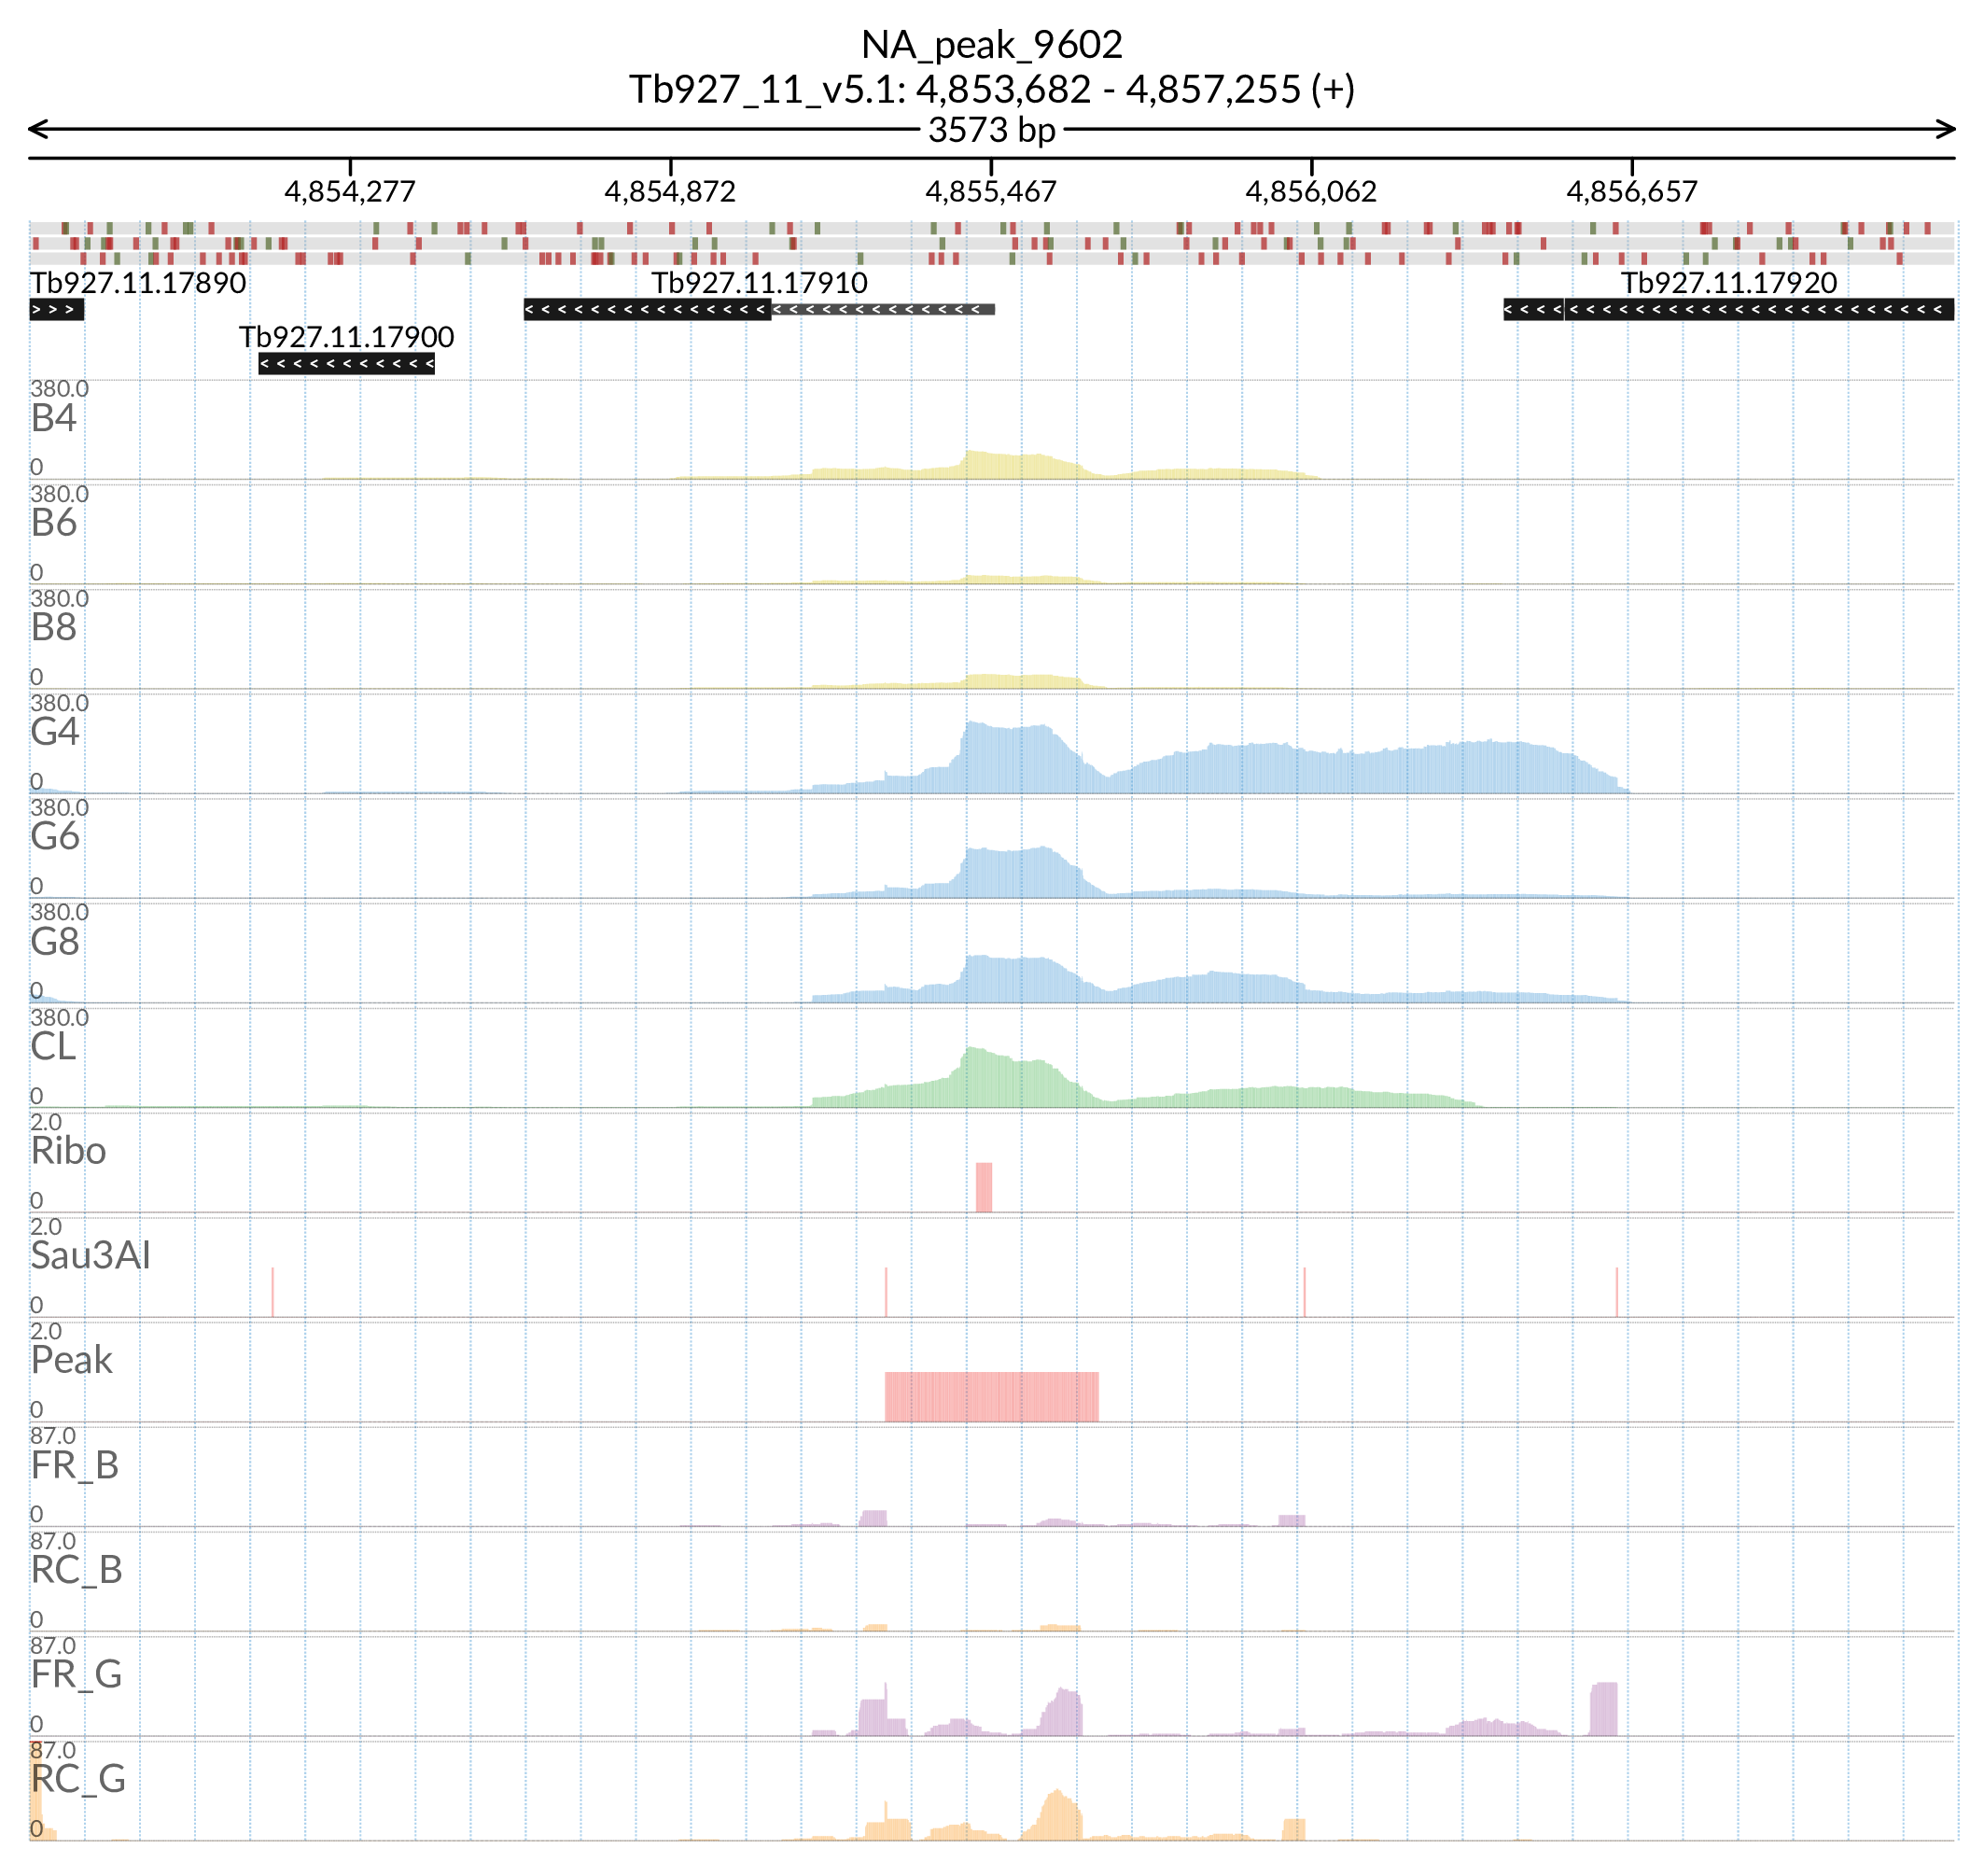 NA_peak_9602
Tb927_11_v5.1: 4,853,682 - 4,857,255 (+)
3573 bp
4,854,277 4,854,872 4,855,467 4,856,062 4,856,657
Tb927.11.17890 Tb927.11.17910 Tb927.11.17920
Tb927.11.17900
380.0
B4
0
380.0
B6
0
380.0
B8
0
380.0
G4
0
380.0
G6
0
380.0
G8
0
380.0
CL
0
2.0
Ribo
0
2.0
Sau3AI
0
2.0
Peak
0
87.0
FR_B
0
87.0
RC_B
0
87.0
FR_G
0
87.0
RC_G
0